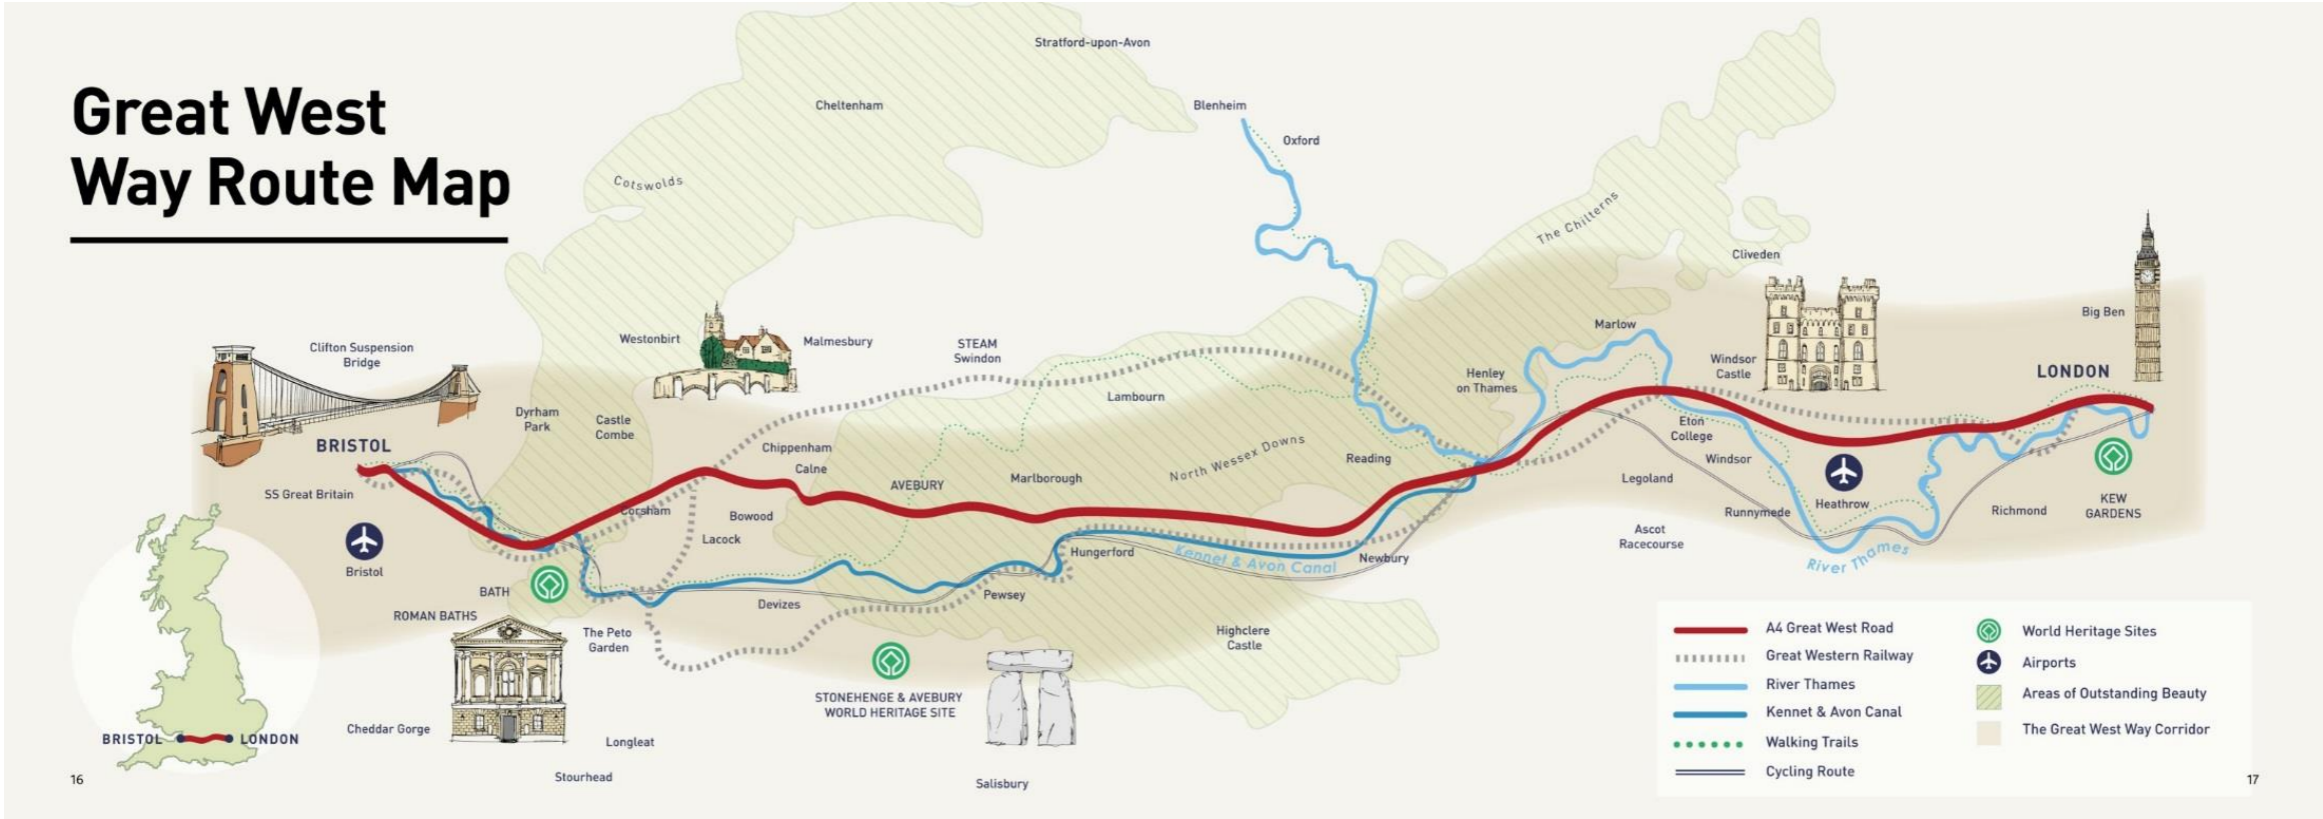 Great West
Way Route Map
Stratford-upon-Avon
Cheltenham
Blenheim
Oxford
Cotswolds
The Chilterns
Cliveden
Big Ben
Clifton Suspension
Bridge
Westonbirt
Malmesbury
STEAM
Swindon
Marlow
Windsor
Castle
LONDON
Henley
on Thames
Lambourn
Dyrham
Park
Castle
Combe
BRISTOL
Chippenham
Calne
North Wessex Downs
Reading
Eton
College
Windsor
SS Great Britain
AVEBURY
Marlborough
Legoland
Heathrow
KEW
GARDENS
Corsham
Bowood
Lacock
Runnymede
Richmond
Ascot
Racecourse
Bristol
Hungerford
Kennet & Avon Canal
Newbury
River Thames
BATH
Devizes
Pewsey
ROMAN BATHS
The Peto
Garden
Highclere
Castle
STONEHENGE & AVEBURY
WORLD HERITAGE SITE
Cheddar Gorge
Longleat
Stourhead
Salisbury
BRISTOL
LONDON
A4 Great West Road
Great Western Railway
River Thames
Kennet & Avon Canal
Walking Trails
Cycling Route
World Heritage Sites
Airports
Areas of Outstanding Beauty
The Great West Way Corridor
16
17